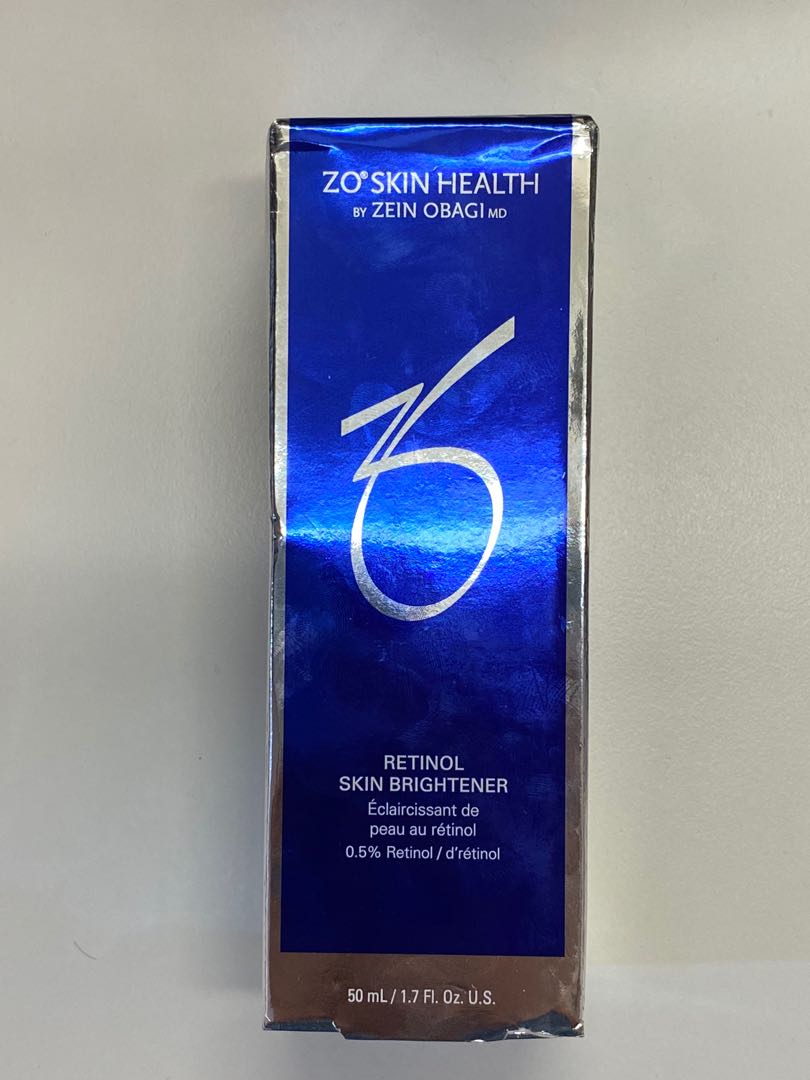 ZO® SKIN HEALTH
BY ZEIN OBAGI MD
ZO
RETINOL
SKIN BRIGHTENER
Éclaircissant de
peau au rétinol
0.5% Retinol / d'rétinol
50 mL / 1.7 Fl. Oz. U.S.